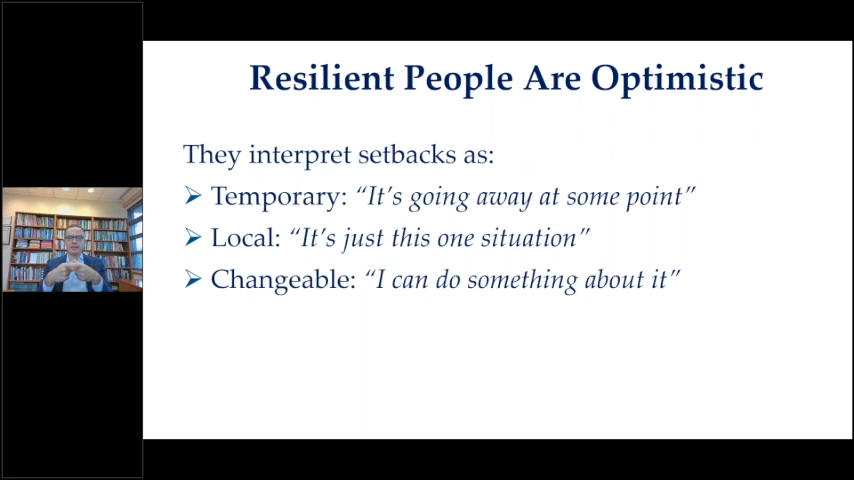 Resilient People Are Optimistic
They interpret setbacks as:
➢ Temporary: “It’s going away at some point”
➢ Local: “It’s just this one situation”
➢ Changeable: “I can do something about it”